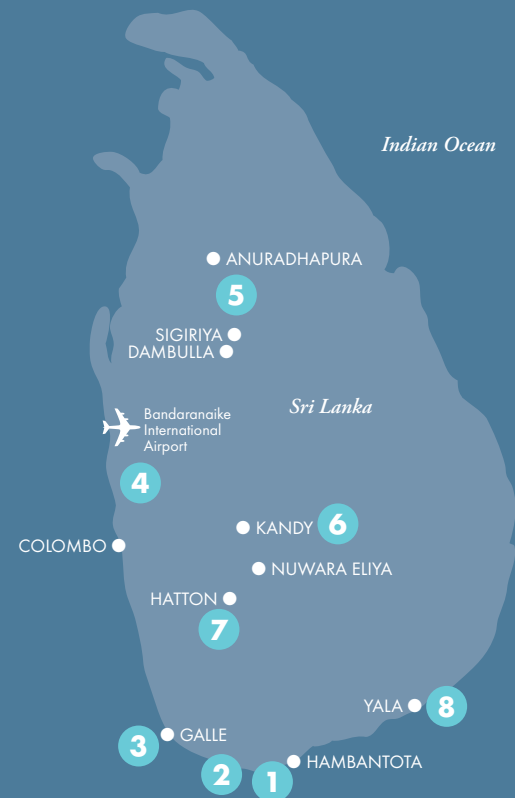 Indian Ocean
ANURADHAPURA
5
SIGIRIYA
DAMBULLA
Sri Lanka
Bandaranaike
International
Airport
4
KANDY 6
COLOMBO
NUWARA ELIYA
HATTON
7
YALA 8
GALLE
3
HAMBANTOTA
2
1